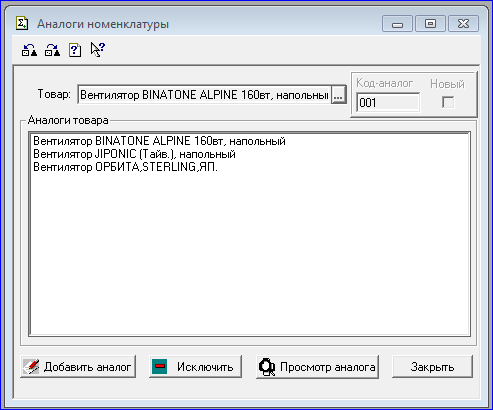 Аналоги номенклатуры
Товар: Вентилятор BINATONE ALPINE 160вт, напольны ...
Код-аналог
Новый
001
Аналоги товара
Вентилятор BINATONE ALPINE 160вт, напольный
Вентилятор JIPONIC (Тайв.), напольный
Вентилятор ОРБИТА,STERLING,ЯП.
Добавить аналог
Исключить
Просмотр аналога
Закрыть